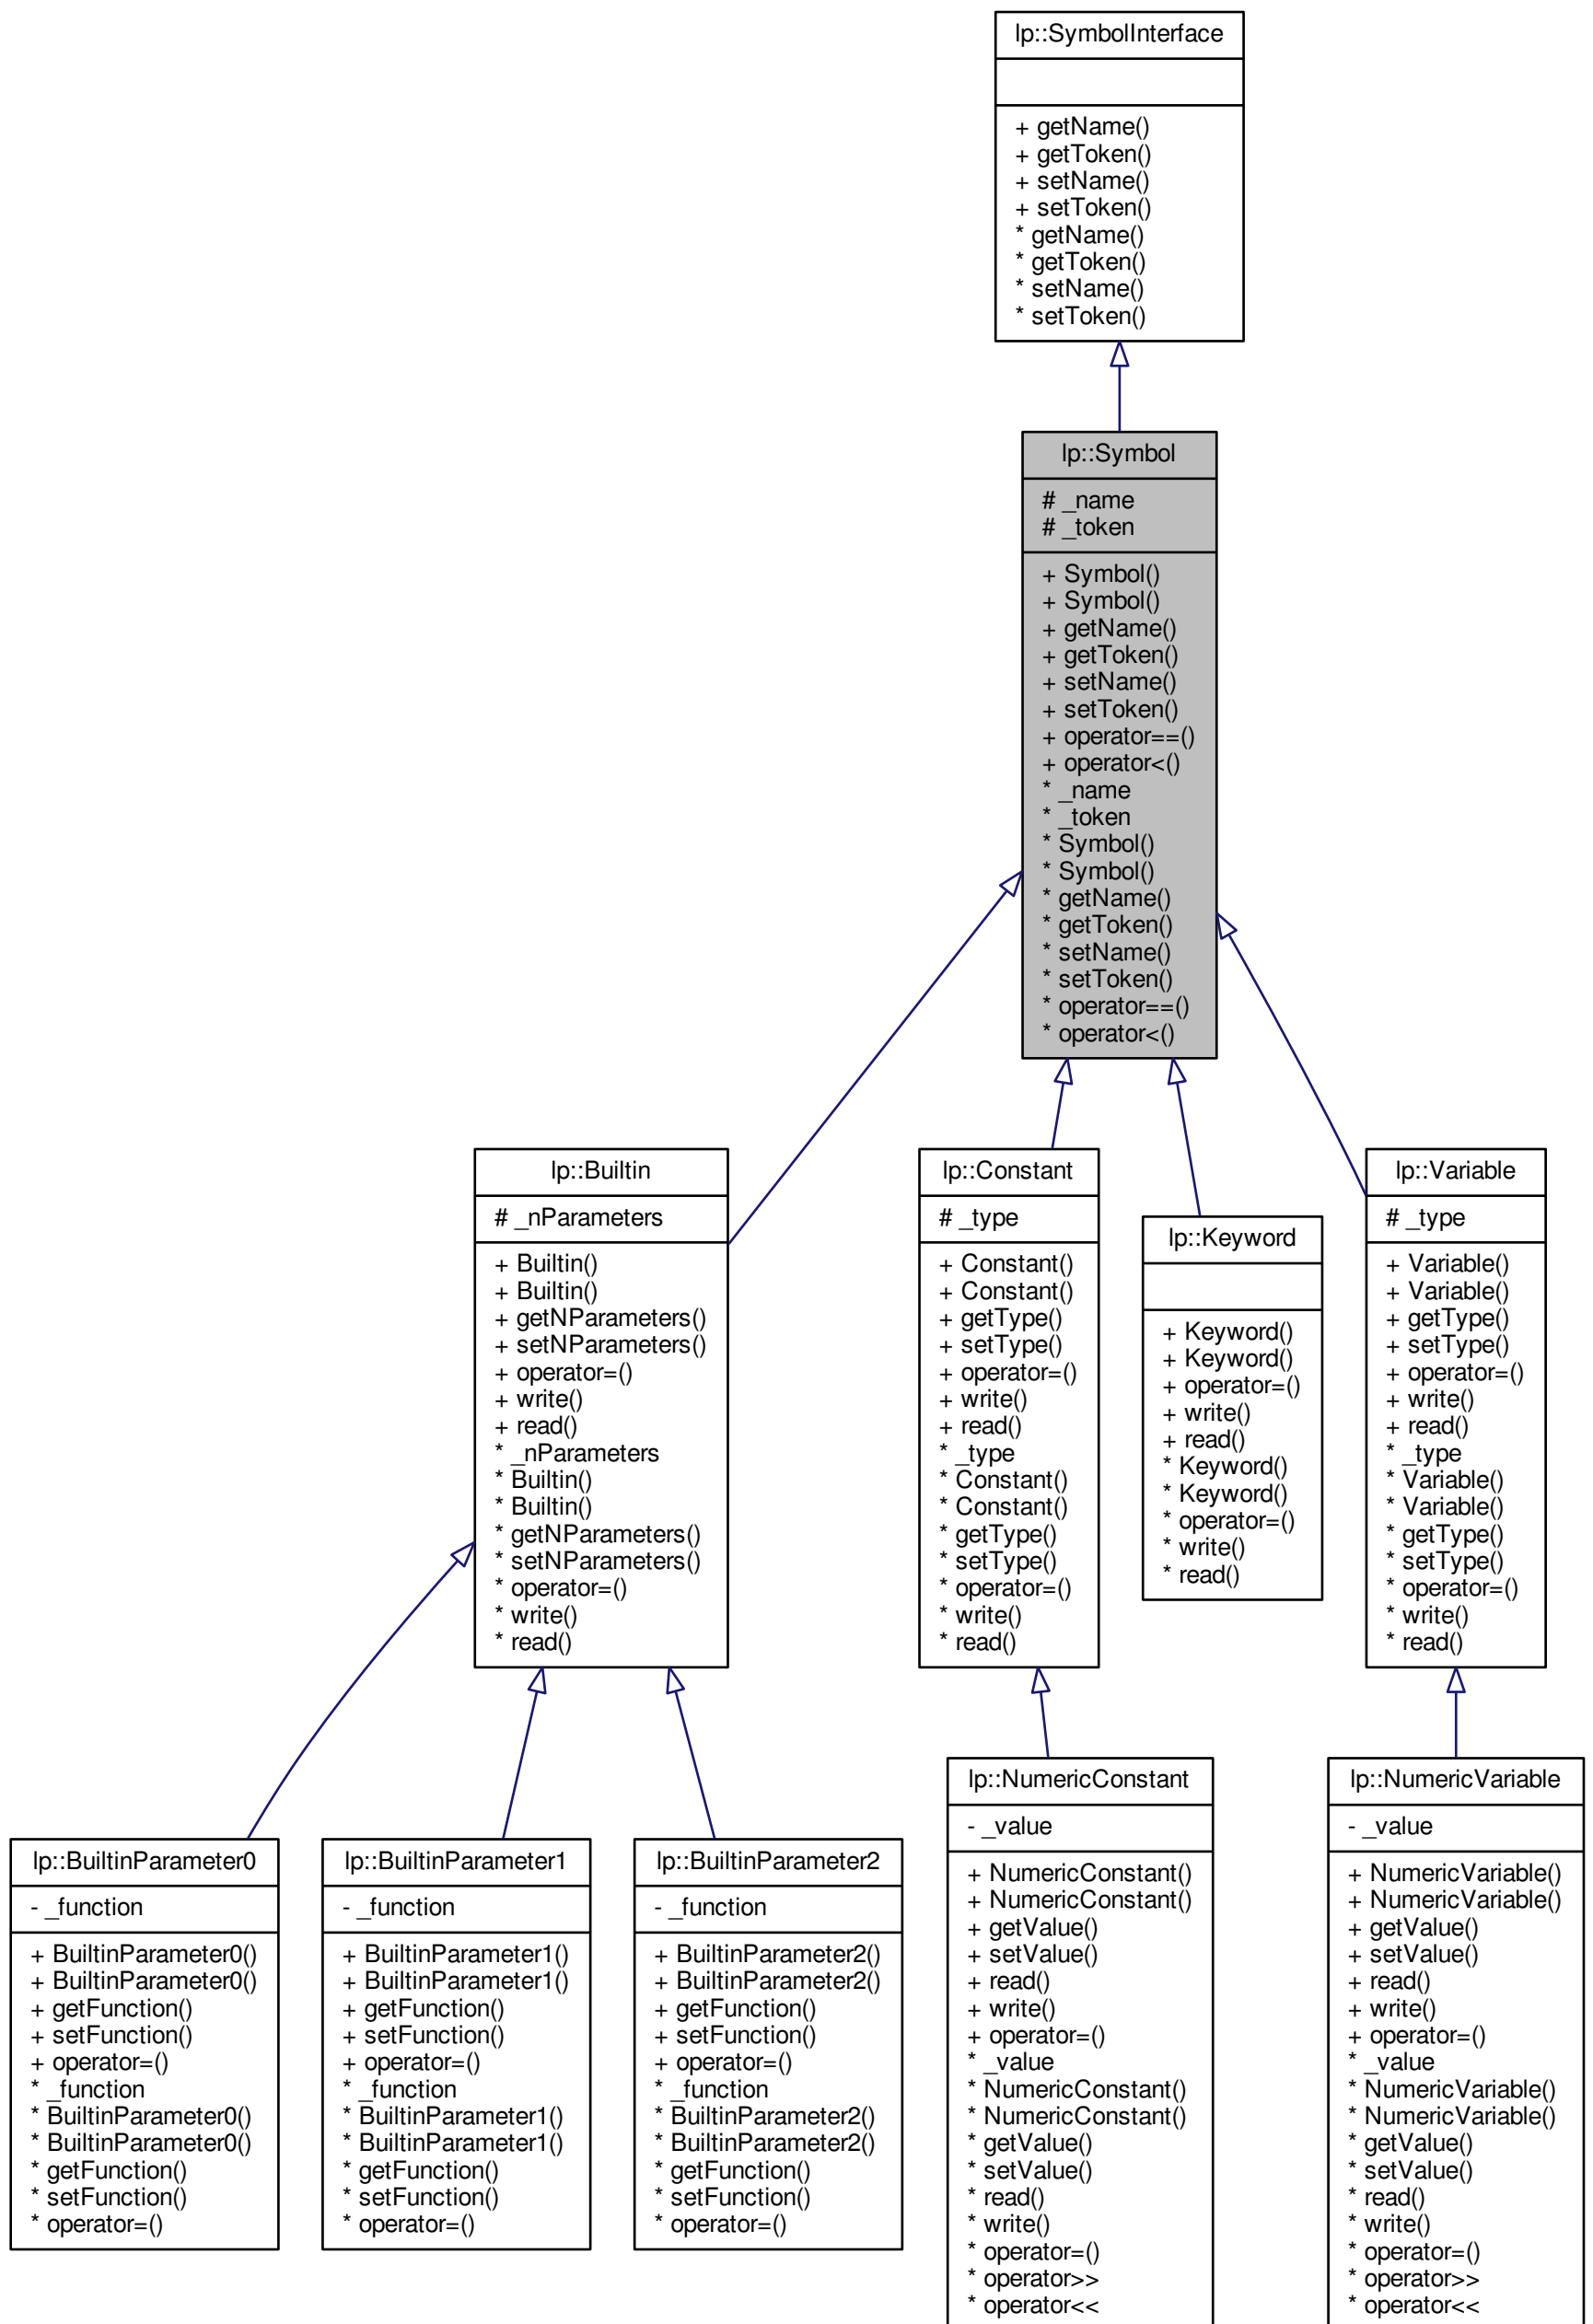 lp::SymbolInterface
+ getName()
+ getToken()
+ setName()
+ setToken()
* getName()
* getToken()
* setName()
* setToken()
lp::Symbol
# _name
# _token
+ Symbol()
+ Symbol()
+ getName()
+ getToken()
+ setName()
+ setToken()
+ operator==()
+ operator<()
* _name
* _token
* Symbol()
* Symbol()
* getName()
* getToken()
* setName()
* setToken()
* operator==()
* operator<()
lp::Builtin
# _nParameters
+ Builtin()
+ Builtin()
+ getNParameters()
+ setNParameters()
+ operator=()
+ write()
+ read()
* _nParameters
* Builtin()
* Builtin()
* getNParameters()
* setNParameters()
* operator=()
* write()
* read()
lp::Constant
# _type
+ Constant()
+ Constant()
+ getType()
+ setType()
+ operator=()
+ write()
+ read()
* _type
* Constant()
* Constant()
* getType()
* setType()
* operator=()
* write()
* read()
lp::Keyword
+ Keyword()
+ Keyword()
+ operator=()
+ write()
+ read()
* Keyword()
* Keyword()
* operator=()
* write()
* read()
lp::Variable
# _type
+ Variable()
+ Variable()
+ getType()
+ setType()
+ operator=()
+ write()
+ read()
* _type
* Variable()
* Variable()
* getType()
* setType()
* operator=()
* write()
* read()
lp::BuiltinParameter0
- _function
+ BuiltinParameter0()
+ BuiltinParameter0()
+ getFunction()
+ setFunction()
+ operator=()
* _function
* BuiltinParameter0()
* BuiltinParameter0()
* getFunction()
* setFunction()
* operator=()
lp::BuiltinParameter1
- _function
+ BuiltinParameter1()
+ BuiltinParameter1()
+ getFunction()
+ setFunction()
+ operator=()
* _function
* BuiltinParameter1()
* BuiltinParameter1()
* getFunction()
* setFunction()
* operator=()
lp::BuiltinParameter2
- _function
+ BuiltinParameter2()
+ BuiltinParameter2()
+ getFunction()
+ setFunction()
+ operator=()
* _function
* BuiltinParameter2()
* BuiltinParameter2()
* getFunction()
* setFunction()
* operator=()
lp::NumericConstant
- _value
+ NumericConstant()
+ NumericConstant()
+ getValue()
+ setValue()
+ read()
+ write()
+ operator=()
* _value
* NumericConstant()
* NumericConstant()
* getValue()
* setValue()
* read()
* write()
* operator=()
* operator>>
* operator<<
lp::NumericVariable
- _value
+ NumericVariable()
+ NumericVariable()
+ getValue()
+ setValue()
+ read()
+ write()
+ operator=()
* _value
* NumericVariable()
* NumericVariable()
* getValue()
* setValue()
* read()
* write()
* operator=()
* operator>>
* operator<<